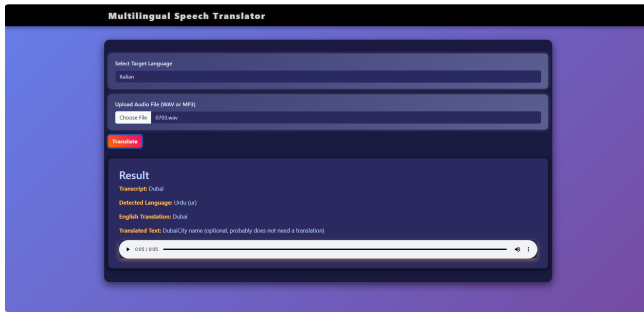 Multilingual Speech Translator
Select Target Language
Italian
Upload Audio File (WAV or MP3)
Choose File 0703.wav
Translate
Result
Transcript: Dubai
Detected Language: Urdu (ur)
English Translation: Dubai
Translated Text: DubaiCity name (optional, probably does not need a translation)
0:05 / 0:05